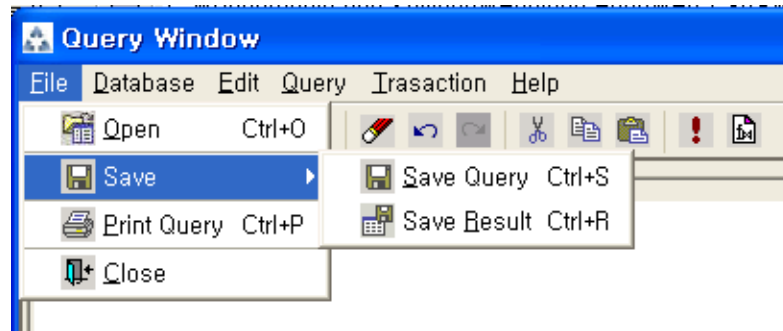 Query Window
File Database Edit Query Trasaction Help
Open Ctrl+O
Save
Save Query Ctrl+S
Print Query Ctrl+P
Save Result Ctrl+R
Close